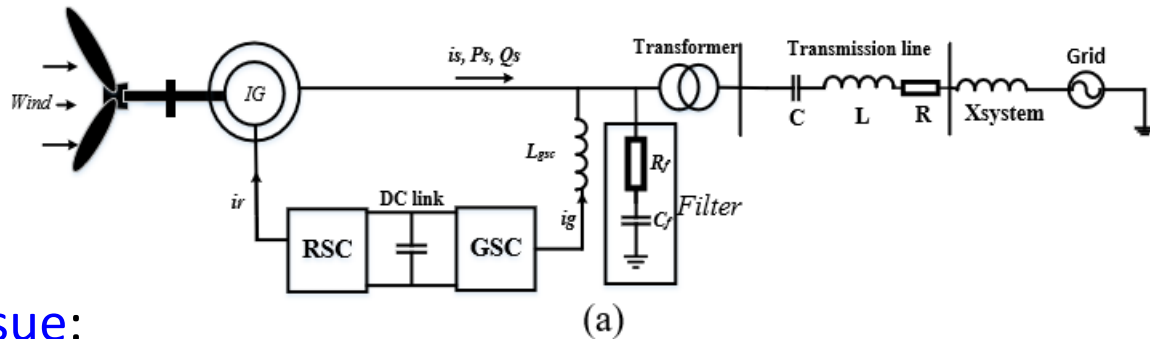 is, Ps, Qs
Transformer
Transmission line
Grid
Wind
IG
C
L
R
Xsystem
Lgsc
Rf
Cf
Filter
ir
DC link
ig
RSC
GSC
(a)
sue: